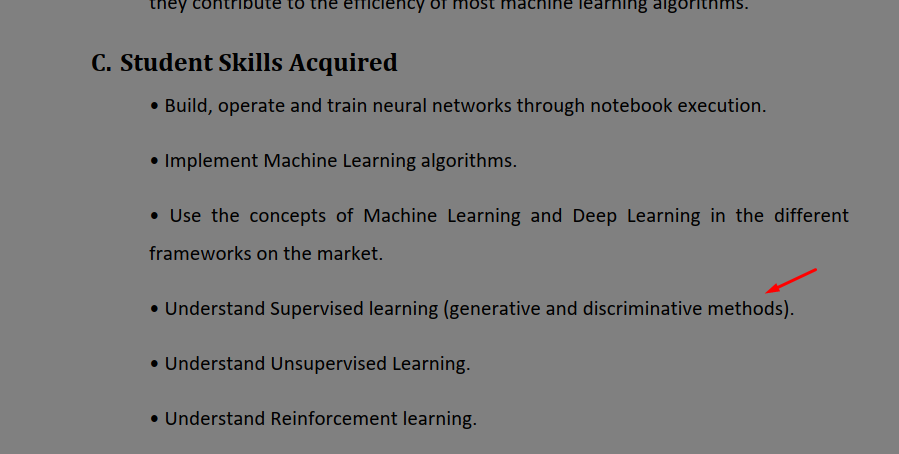 they contribute to the efficiency of most machine learning algorithms.
C. Student Skills Acquired
• Build, operate and train neural networks through notebook execution.
• Implement Machine Learning algorithms.
• Use the concepts of Machine Learning and Deep Learning in the different
frameworks on the market.
• Understand Supervised learning (generative and discriminative methods).
• Understand Unsupervised Learning.
• Understand Reinforcement learning.